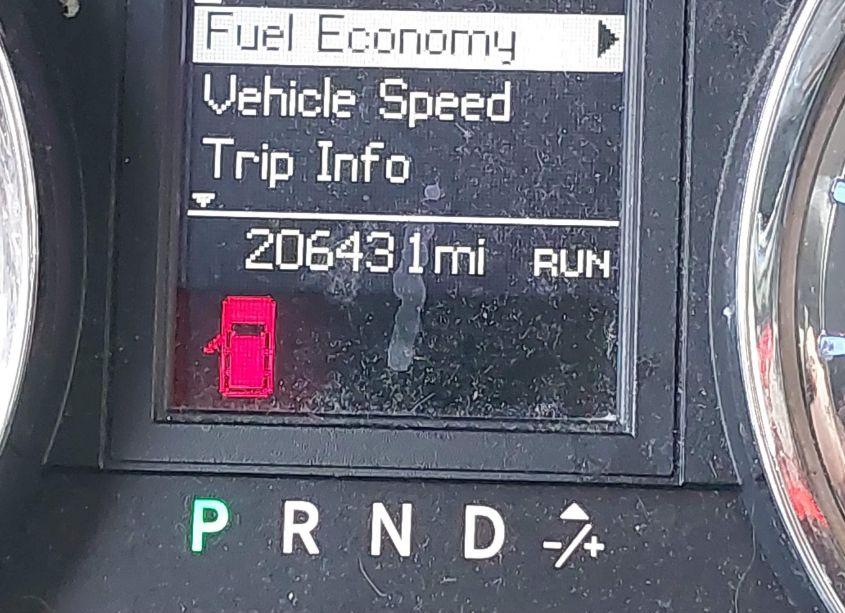 Fuel Economy
Vehicle Speed
Trip Info
206431mi RUN
P R N D -/+